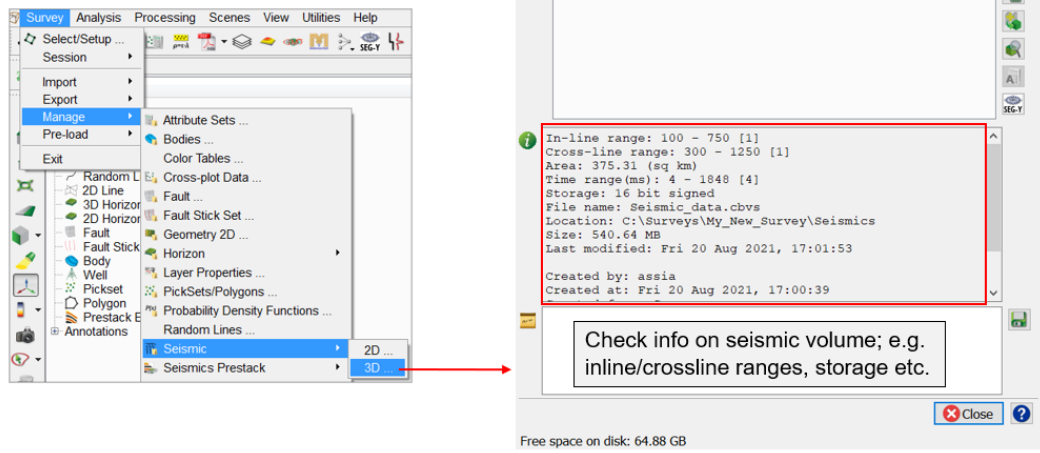 Survey Analysis Processing Scenes View Utilities Help
Select/Setup ...
Session
Import
Export
Manage
Pre-load
Exit
SEG-Y
Attribute Sets ...
Bodies ...
Color Tables ...
Cross-plot Data ...
Fault ...
Fault Stick Set ...
Geometry 2D ...
Horizon
Layer Properties ...
PickSets/Polygons ...
Probability Density Functions ...
Random Lines ...
Seismic
Seismics Prestack
2D ...
3D ...
Random L
2D Line
3D Horizor
2D Horizor
Fault
Fault Stick
Body
Well
Pickset
Polygon
Prestack E
Annotations
A
SEG-Y
In-line range: 100 - 750 [1]
Cross-line range: 300 - 1250 [1]
Area: 375.31 (sq km)
Time range(ms): 4 - 1848 [4]
Storage: 16 bit signed
File name: Seismic_data.cbvs
Location: C:\Surveys\My_New_Survey\Seismics
Size: 540.64 MB
Last modified: Fri 20 Aug 2021, 17:01:53
Created by: assia
Created at: Fri 20 Aug 2021, 17:00:39
Check info on seismic volume; e.g.
inline/crossline ranges, storage etc.
Close
Free space on disk: 64.88 GB